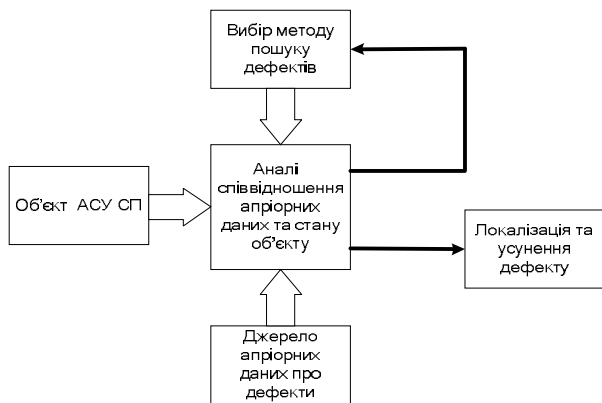 Вибір методу
пошуку
дефектів
Аналі
співвідношення
апріорних
даних та стану
об'єкту
Об'єкт АСУ СП
Локалізація та
усунення
дефекту
Джерело
апріорних
даних про
дефекти